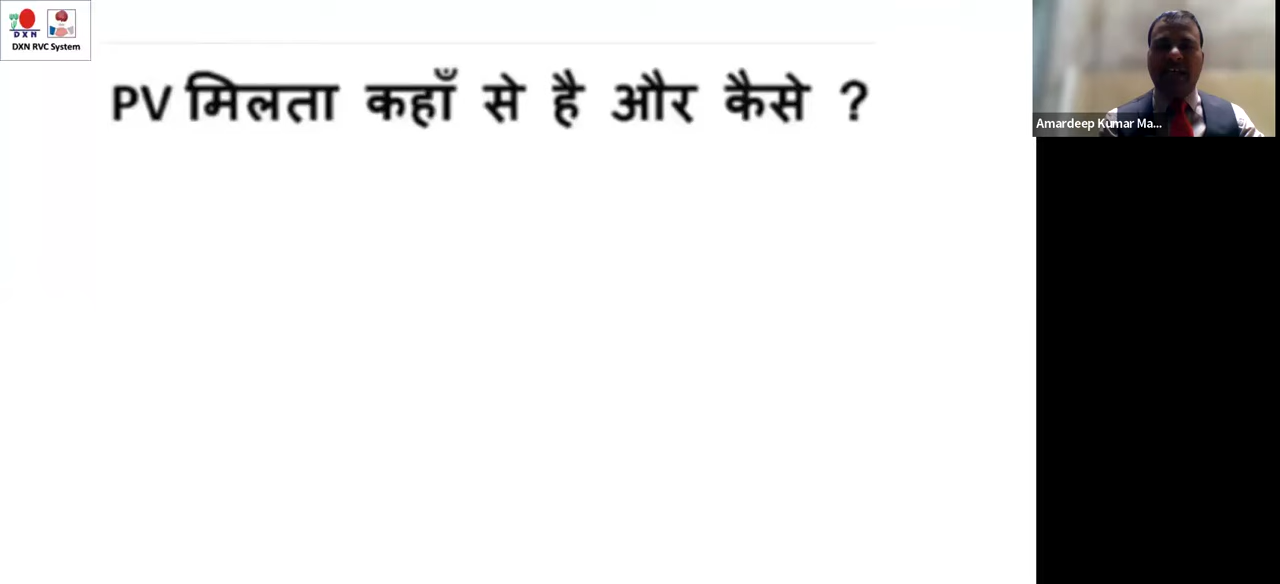 DXN
DXN RVC System
PV मिलता कहाँ से है और कैसे ?
Amardeep Kumar Ma...